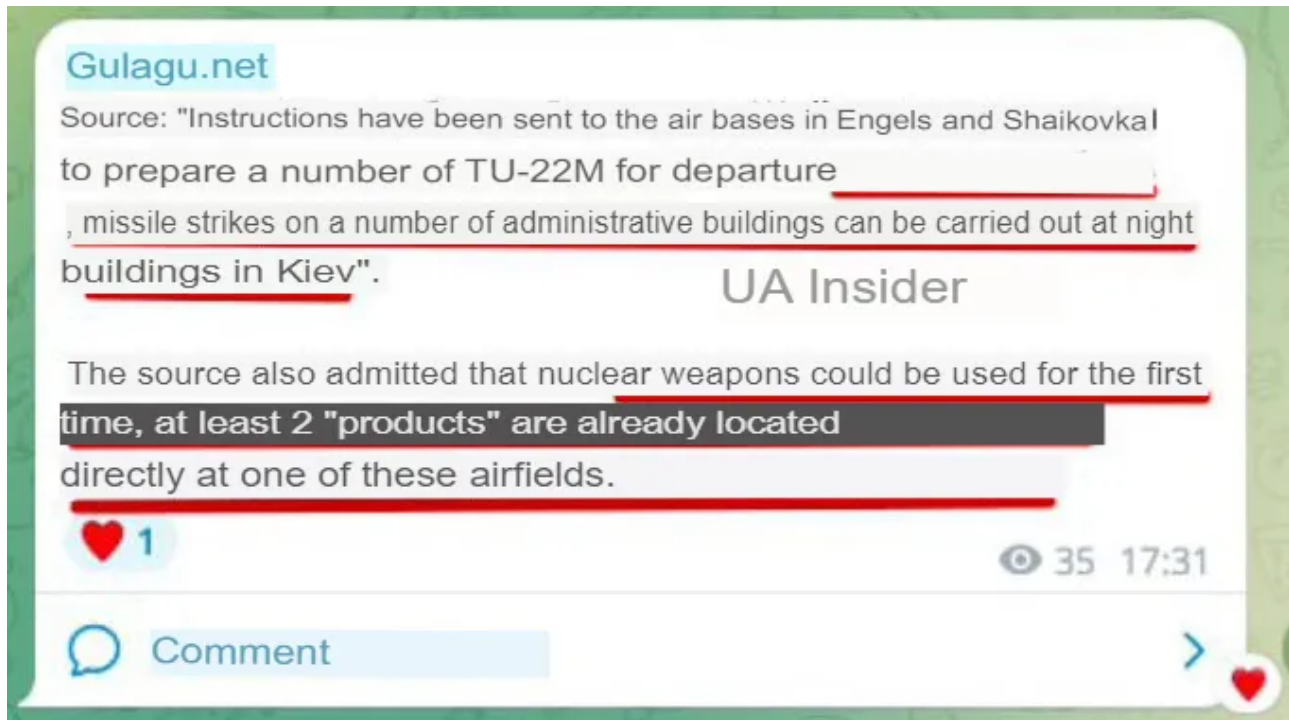 Gulagu.net
Source: "Instructions have been sent to the air bases in Engels and Shaikovka
to prepare a number of TU-22M for departure
, missile strikes on a number of administrative buildings can be carried out at night
buildings in Kiev".
UA Insider
The source also admitted that nuclear weapons could be used for the first
time, at least 2 "products" are already located
directly at one of these airfields.
1
35 17:31
Comment